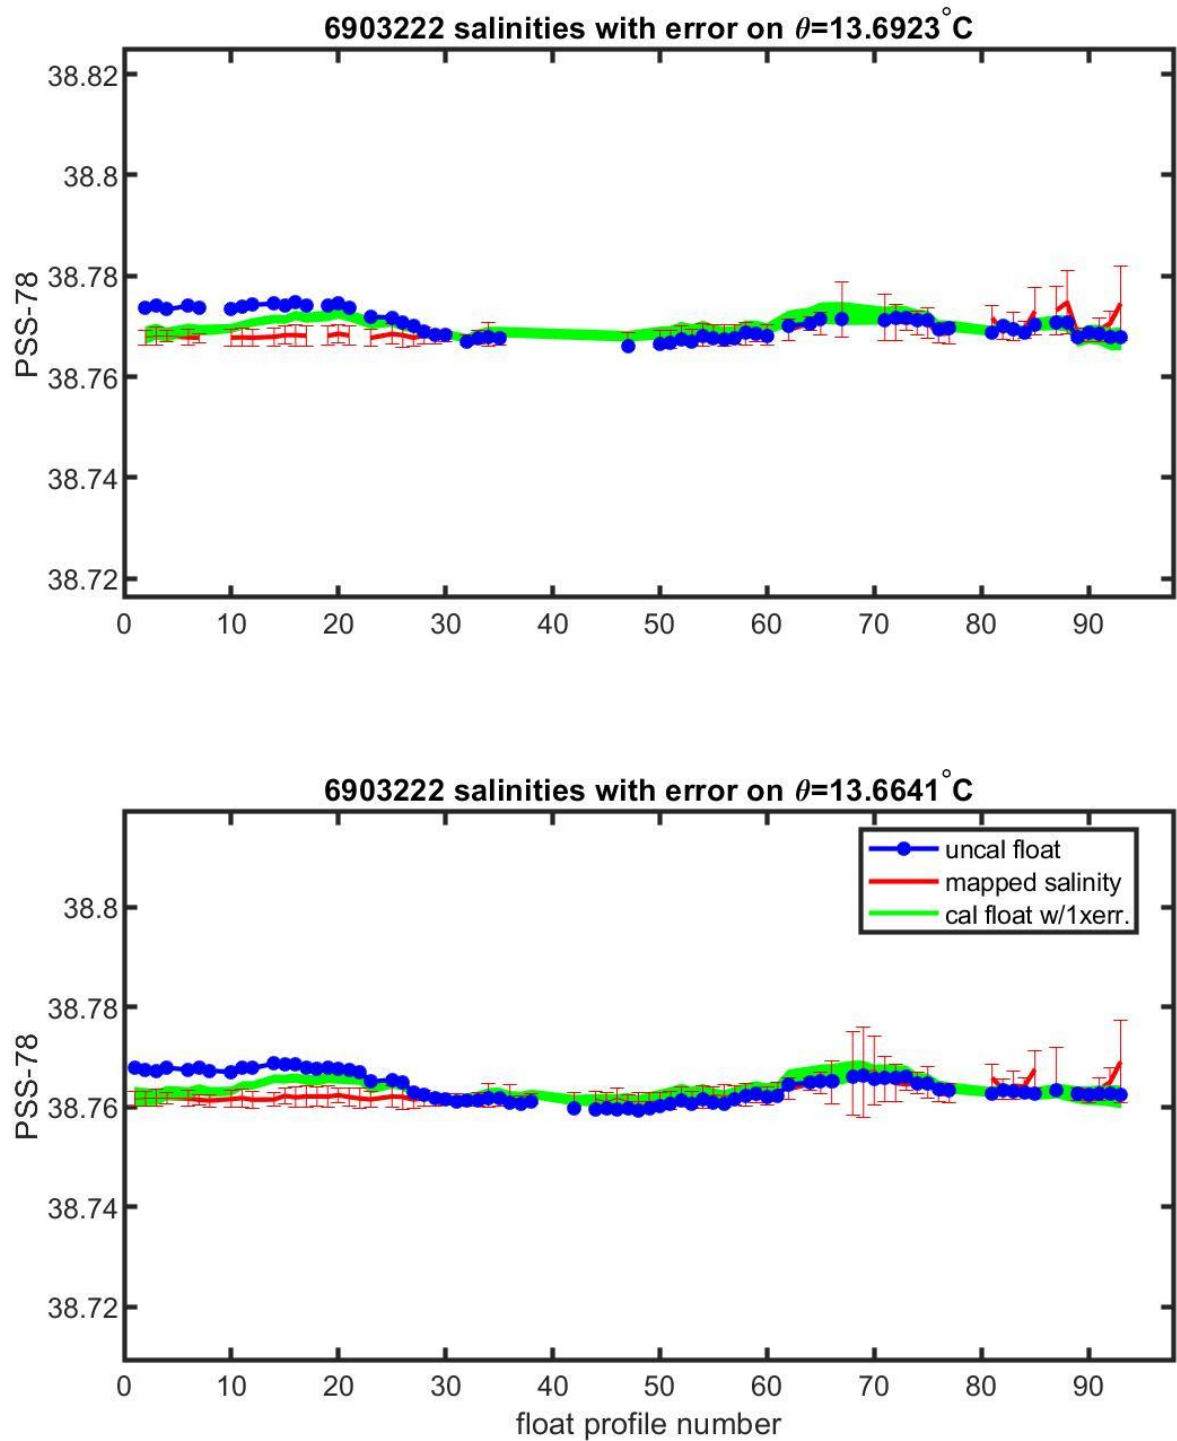 6903222 salinities with error on θ=13.6923°C
PSS-78
38.82
38.8
38.78
38.76
38.74
38.72
0 10 20 30 40 50 60 70 80 90
6903222 salinities with error on θ=13.6641°C
uncal float
mapped salinity
cal float w/1xerr.
PSS-78
38.8
38.78
38.76
38.74
38.72
0 10 20 30 40 50 60 70 80 90
float profile number